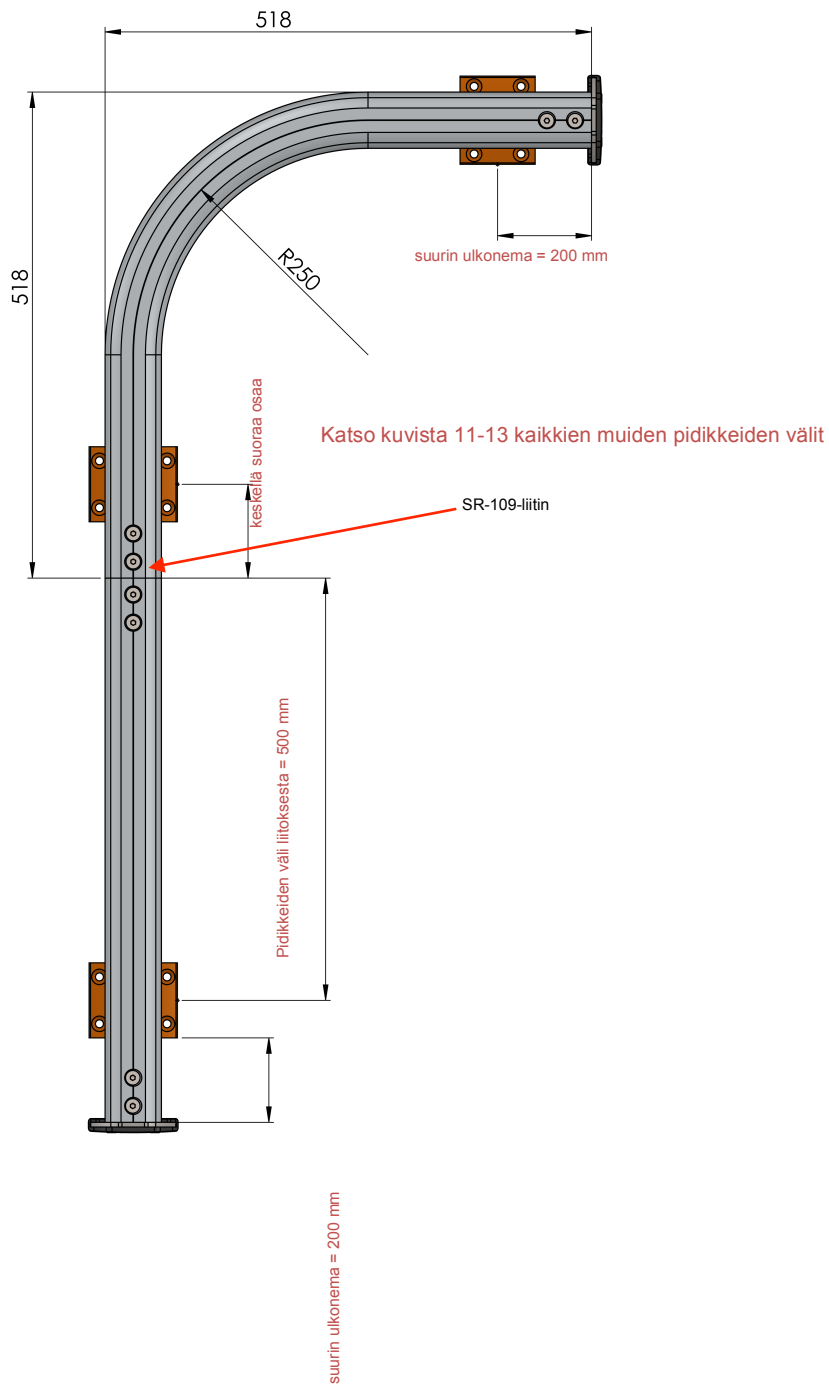 518
518
suurin ulkonema = 200 mm
R250
keskellä suoraa osaa
Katso kuvista 11-13 kaikkien muiden pidikkeiden välit
SR-109-liitin
Pidikkeiden väli liitoksesta = 500 mm
suurin ulkonema = 200 mm